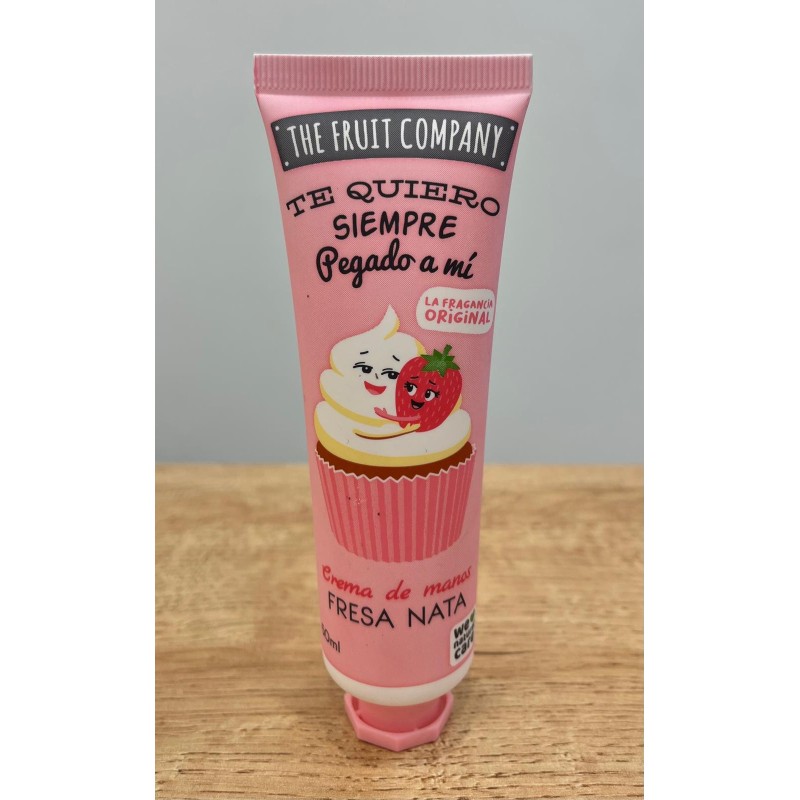 THE FRUIT COMPANY
TE QUIERO
SIEMPRE
Pegado a mí
LA FRAGANCIA
ORIGINAL
Crema de manos
FRESA NATA